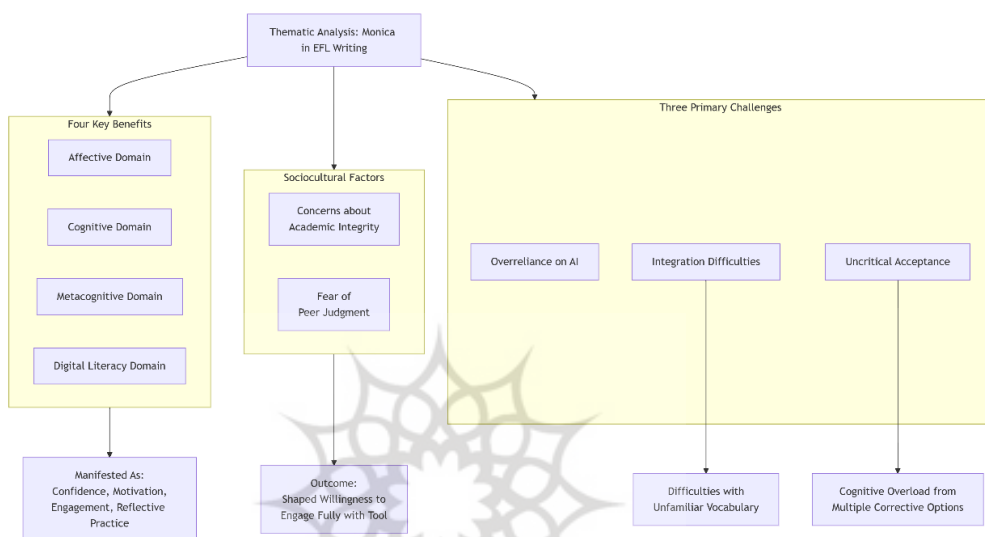 Thematic Analysis: Monica
in EFL Writing
Four Key Benefits
Affective Domain
Cognitive Domain
Metacognitive Domain
Digital Literacy Domain
Manifested As:
Confidence, Motivation,
Engagement, Reflective
Practice
Sociocultural Factors
Concerns about
Academic Integrity
Fear of
Peer Judgment
Outcome:
Shaped Willingness to
Engage Fully with Tool
Three Primary Challenges
Overreliance on AI
Integration Difficulties
Uncritical Acceptance
Difficulties with
Unfamiliar Vocabulary
Cognitive Overload from
Multiple Corrective Options